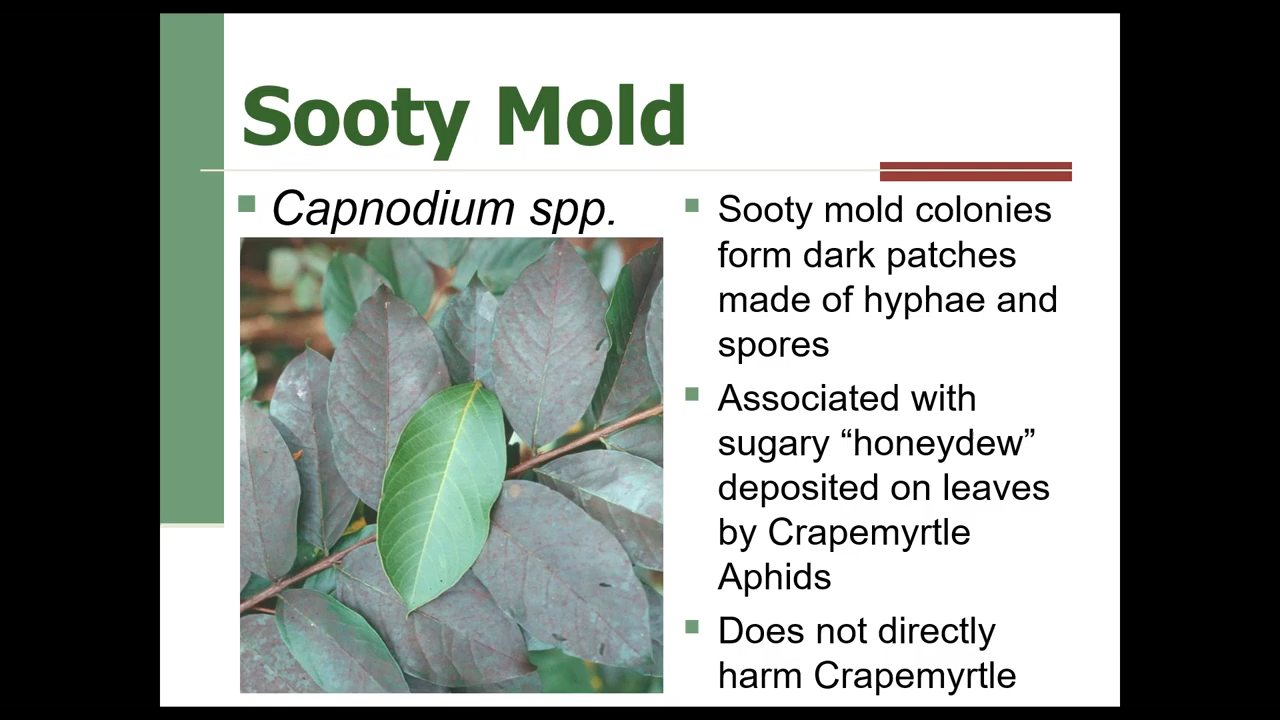 Sooty Mold
Capnodium spp.
Sooty mold colonies
form dark patches
made of hyphae and
spores
Associated with
sugary “honeydew”
deposited on leaves
by Crapemyrtle
Aphids
Does not directly
harm Crapemyrtle